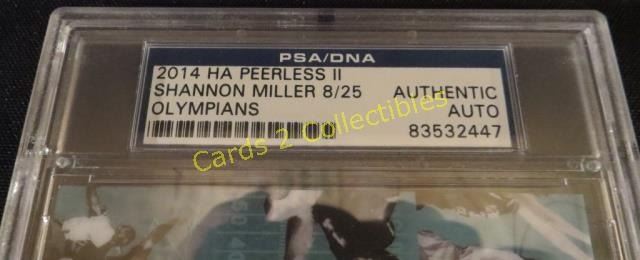 PSA/DNA
2014 HA PEERLESS II
SHANNON MILLER 8/25 AUTHENTIC
OLYMPIANS AUTO
83532447
Cards 2 Collectibles